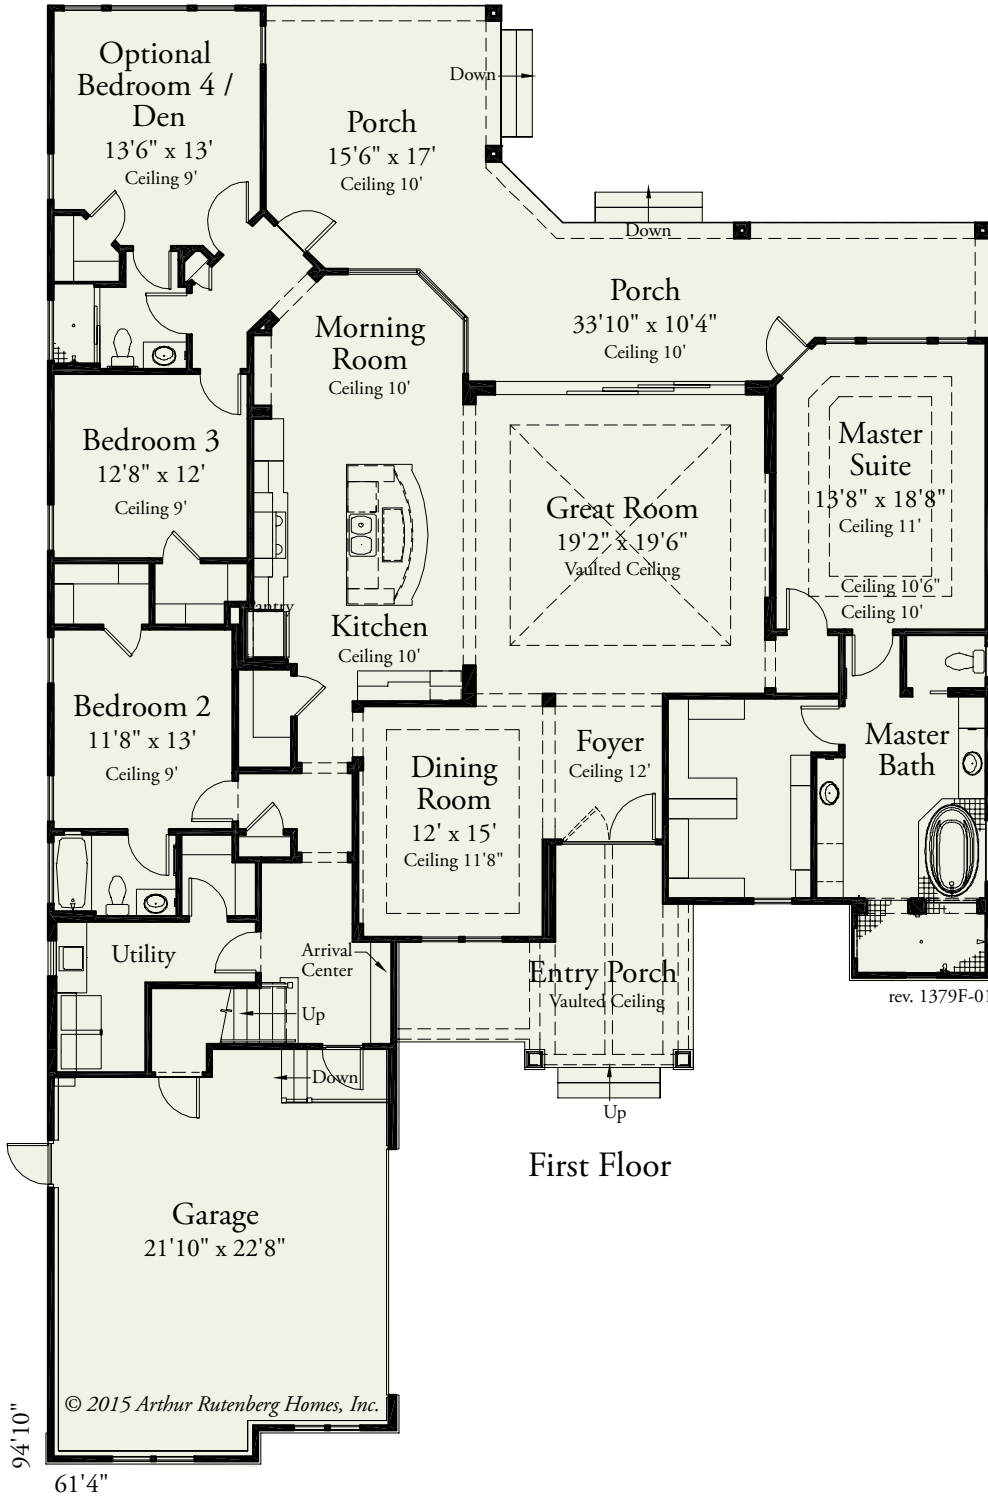 Optional
Bedroom 4 /
Den
13'6" x 13'
Ceiling 9'
Porch
15'6" x 17'
Ceiling 10'
Down
Down
Porch
33'10" x 10'4"
Ceiling 10'
Morning
Room
Ceiling 10'
Bedroom 3
12'8" x 12'
Ceiling 9'
Great Room
19'2" x 19'6"
Vaulted Ceiling
Master
Suite
13'8" x 18'8"
Ceiling 11'
Ceiling 10'6"
Ceiling 10'
Pantry
Kitchen
Ceiling 10'
Bedroom 2
11'8" x 13'
Ceiling 9'
Dining
Room
12' x 15'
Ceiling 11'8"
Foyer
Ceiling 12'
Master
Bath
Utility
Arrival
Center
Up
Entry Porch
Vaulted Ceiling
rev. 1379F-01
Down
Up
First Floor
Garage
21'10" x 22'8"
© 2015 Arthur Rutenberg Homes, Inc.
94'10"
61'4"